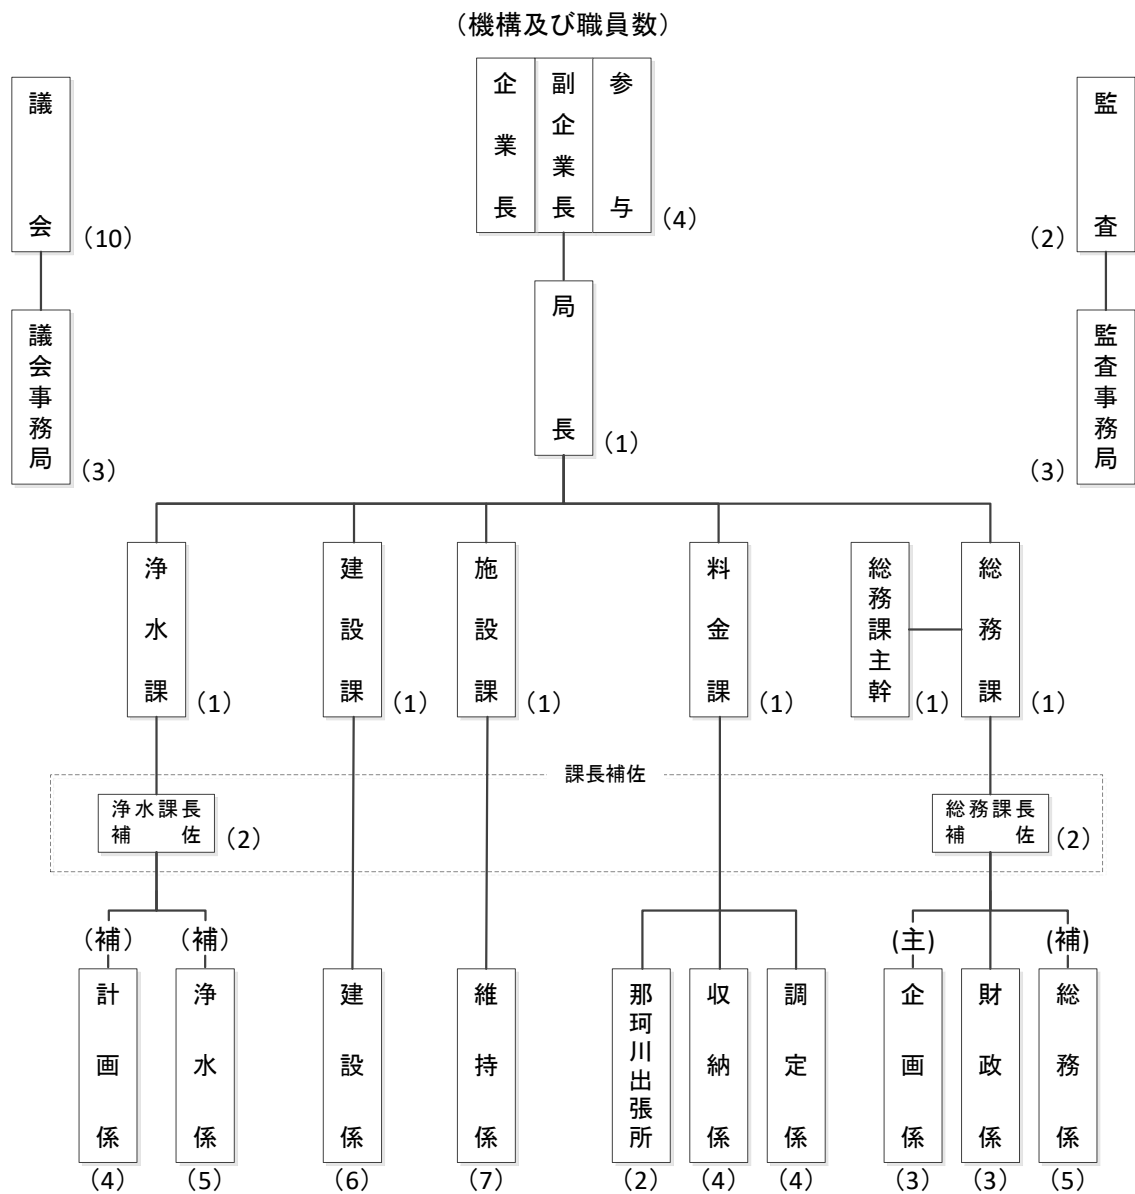 （機構及び職員数）
議会
（10）
議会事務局
（3）
企業長
副企業長
参与
（4）
局長
（1）
監査
（2）
監査事務局
（3）
浄水課
（1）
建設課
（1）
施設課
（1）
料金課
（1）
総務課主幹
（1）
総務課
（1）
課長補佐
浄水課長
補佐
（2）
総務課長
補佐
（2）
（補）
（補）
(主)
(補)
計画係
（4）
浄水係
（5）
建設係
（6）
維持係
（7）
那珂川出張所
（2）
収納係
（4）
調定係
（4）
企画係
（3）
財政係
（3）
総務係
（5）